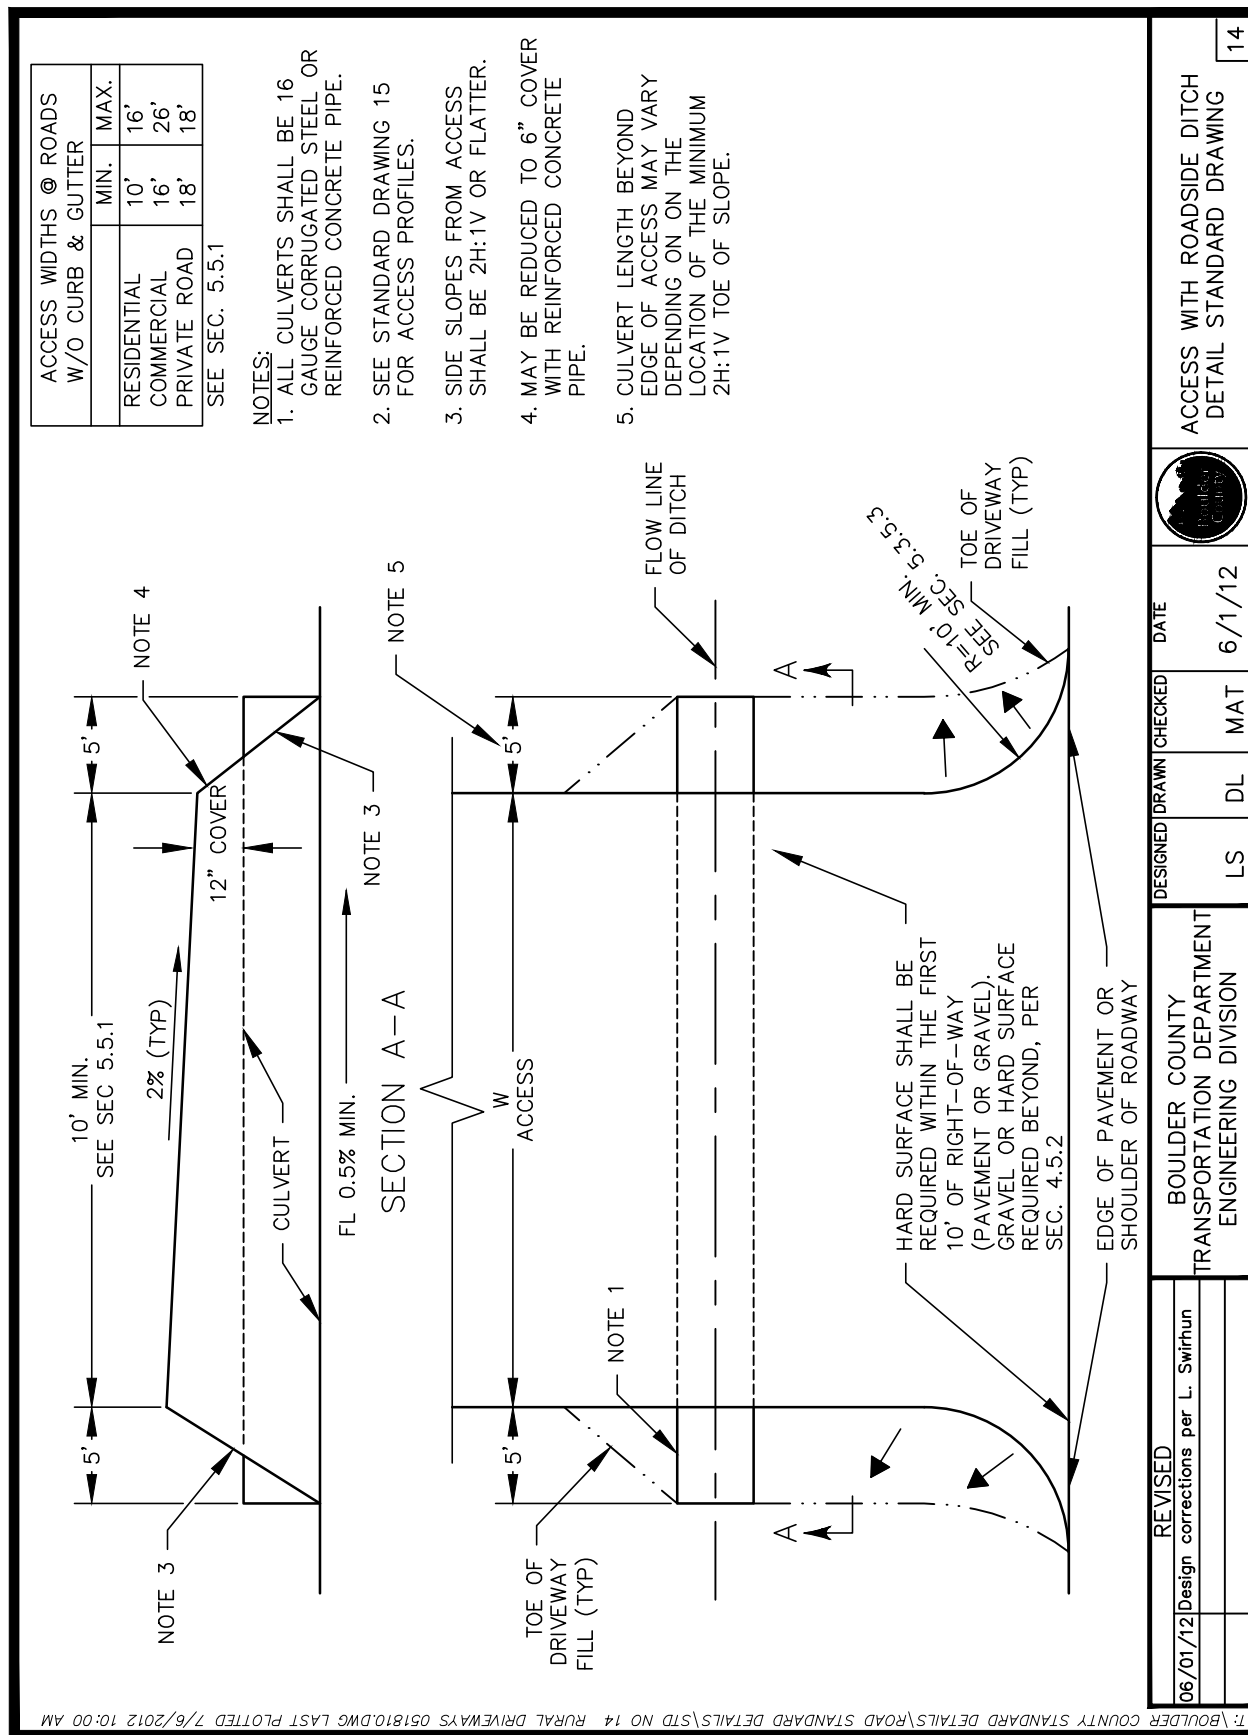 ACCESS WIDTHS @ ROADS
W/O CURB & GUTTER
MIN. MAX.
RESIDENTIAL 10' 16'
COMMERCIAL 16' 26'
PRIVATE ROAD 18' 18'
SEE SEC. 5.5.1
NOTES:
1. ALL CULVERTS SHALL BE 16
GAUGE CORRUGATED STEEL OR
REINFORCED CONCRETE PIPE.
2. SEE STANDARD DRAWING 15
FOR ACCESS PROFILES.
3. SIDE SLOPES FROM ACCESS
SHALL BE 2H:1V OR FLATTER.
4. MAY BE REDUCED TO 6" COVER
WITH REINFORCED CONCRETE
PIPE.
5. CULVERT LENGTH BEYOND
EDGE OF ACCESS MAY VARY
DEPENDING ON ON THE
LOCATION OF THE MINIMUM
2H:1V TOE OF SLOPE.
5'
10' MIN.
SEE SEC 5.5.1
5'
2% (TYP)
NOTE 3
NOTE 4
12" COVER
CULVERT
NOTE 3
FL 0.5% MIN.
SECTION A-A
NOTE 5
5'
W
ACCESS
5'
TOE OF
DRIVEWAY
FILL (TYP)
NOTE 1
FLOW LINE
OF DITCH
A
A
R=10' MIN.
SEE SEC. 5.3.5.3
TOE OF
DRIVEWAY
FILL (TYP)
HARD SURFACE SHALL BE
REQUIRED WITHIN THE FIRST
10' OF RIGHT-OF-WAY
(PAVEMENT OR GRAVEL).
GRAVEL OR HARD SURFACE
REQUIRED BEYOND, PER
SEC. 4.5.2
EDGE OF PAVEMENT OR
SHOULDER OF ROADWAY
REVISED
06/01/12 Design corrections per L. Swirhun
BOULDER COUNTY
TRANSPORTATION DEPARTMENT
ENGINEERING DIVISION
DESIGNED DRAWN CHECKED DATE
LS DL MAT 6/1/12
Boulder
County
ACCESS WITH ROADSIDE DITCH
DETAIL STANDARD DRAWING
14
I:\BOULDER COUNTY STANDARD DETAILS\ROAD STANDARD DETAILS\STD NO 14 RURAL DRIVEWAYS 051810.DWG LAST PLOTTED 7/6/2012 10:00 AM